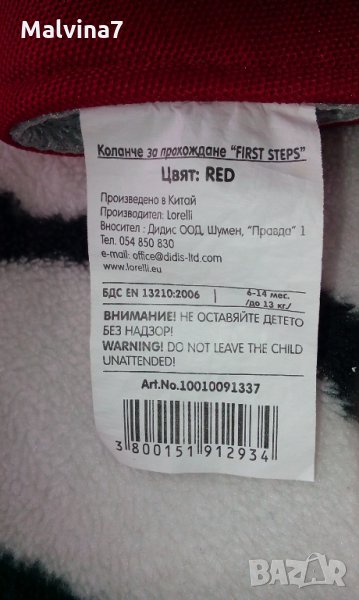 Malvina7
Коланче за прохождане "FIRST STEPS"
Цвят: RED
Произведено в Китай
Производител: Lorelli
Вносител : Дидис ООД, Шумен, "Правда" 1
Тел. 054 850 830
e-mail: office@didis-ltd.com
www.lorelli.eu
БДС EN 13210:2006
6-14 мес.
/до 13 кг/
ВНИМАНИЕ! НЕ ОСТАВЯЙТЕ ДЕТЕТО
БЕЗ НАДЗОР!
WARNING! DO NOT LEAVE THE CHILD
UNATTENDED!
Art.No.10010091337
3 800151 912934
BAZAR